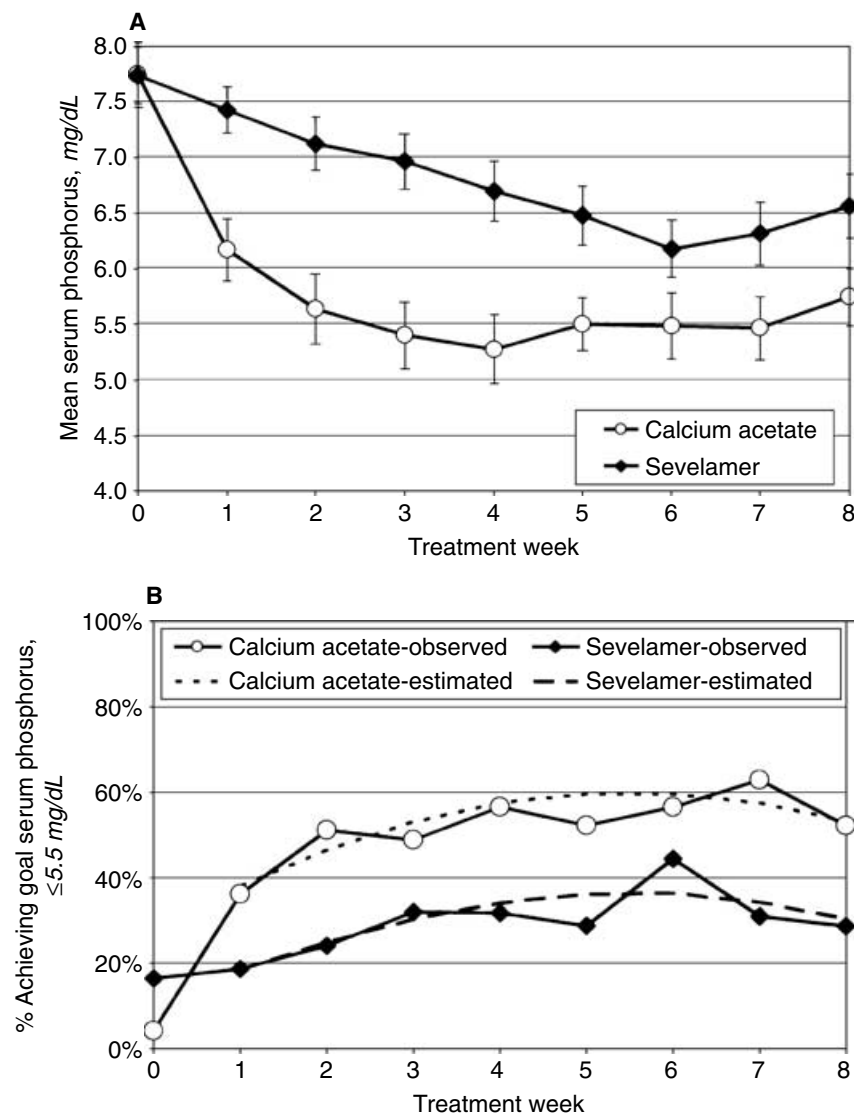 A
8.0
7.5
7.0
6.5
6.0
5.5
5.0
4.5
4.0
Mean serum phosphorus, mg/dL
Calcium acetate
Sevelamer
0 1 2 3 4 5 6 7 8
Treatment week
B
100%
80%
60%
40%
20%
0%
% Achieving goal serum phosphorus,
≤5.5 mg/dL
Calcium acetate-observed Sevelamer-observed
Calcium acetate-estimated Sevelamer-estimated
0 1 2 3 4 5 6 7 8
Treatment week